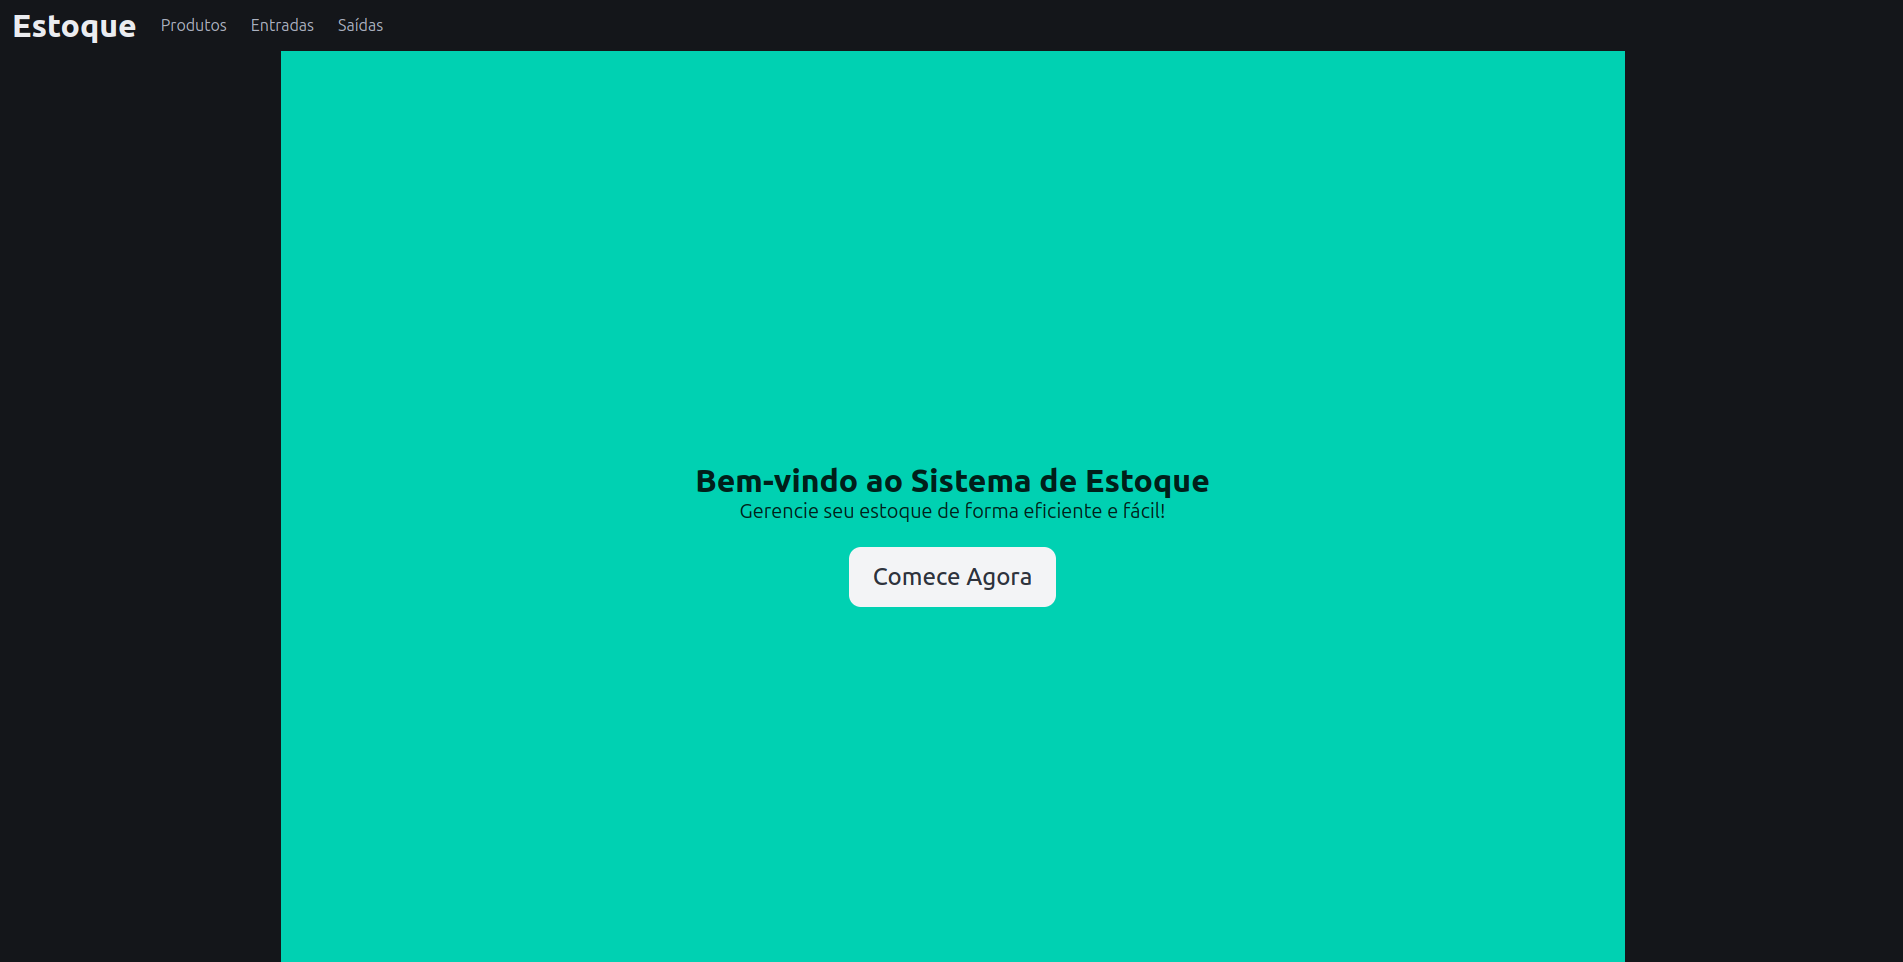 Estoque Produtos Entradas Saídas
Bem-vindo ao Sistema de Estoque
Gerencie seu estoque de forma eficiente e fácil!
Comece Agora